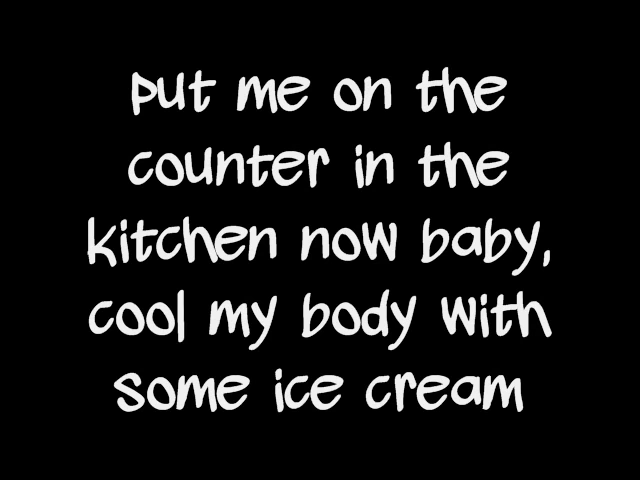 put me on the
counter in the
kitchen now baby,
cool my body with
some ice cream